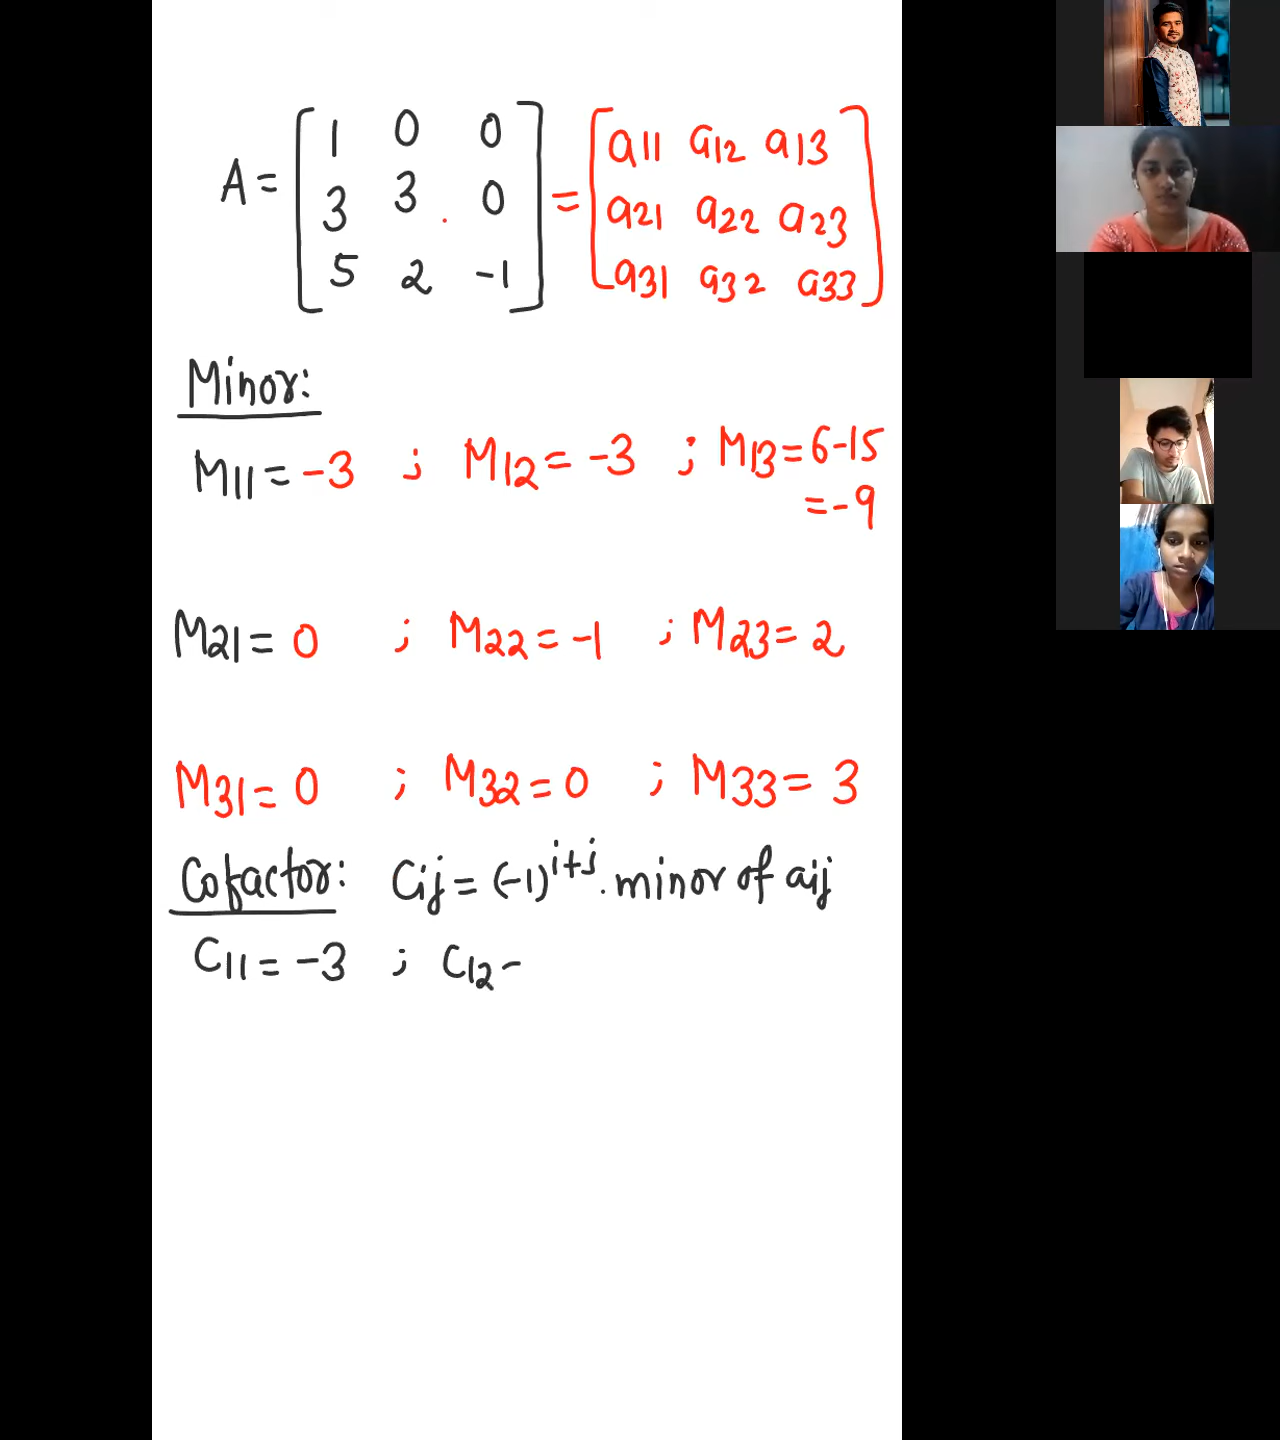 A = [ 1 0 0 = [ a11 a12 a13
3 3 . 0 a21 a22 a23
5 2 -1 ] a31 a32 a33 ]
Minor:
M11 = -3 ; M12 = -3 ; M13 = 6-15
= -9
M21 = 0 ; M22 = -1 ; M23 = 2
M31 = 0 ; M32 = 0 ; M33 = 3
Cofactor: Cij = (-1)^i+j . minor of aij
C11 = -3 ; C12 -